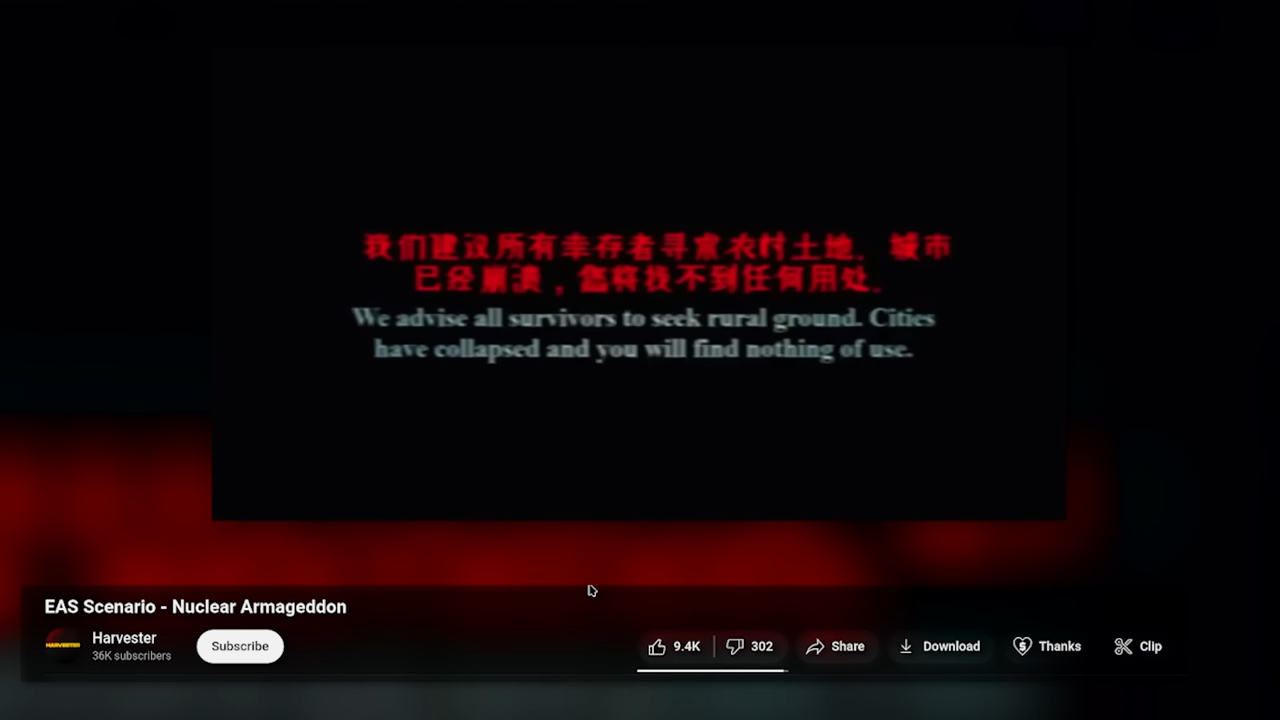 我们建议所有幸存者寻求农村土地。城市
已经崩溃，您将找不到任何用处。
We advise all survivors to seek rural ground. Cities
have collapsed and you will find nothing of use.
EAS Scenario - Nuclear Armageddon
HARVESTER
Harvester
36K subscribers
Subscribe
9.4K
302
Share
Download
Thanks
Clip